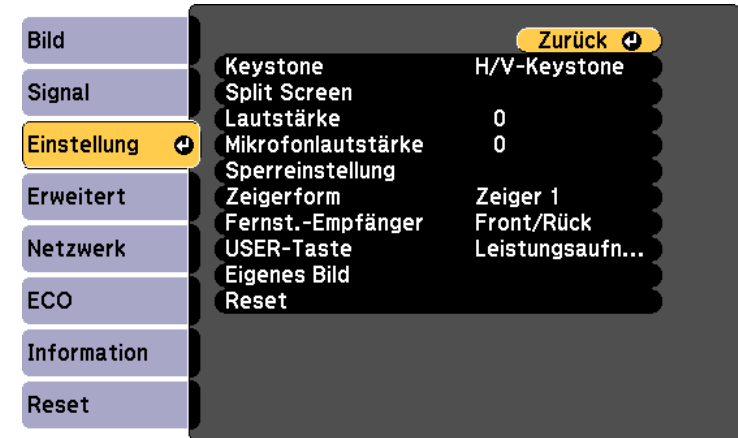 Bild
Signal
Einstellung
Erweitert
Netzwerk
ECO
Information
Reset
Zurück
Keystone H/V-Keystone
Split Screen
Lautstärke 0
Mikrofonlautstärke 0
Sperreinstellung
Zeigerform Zeiger 1
Fernst.-Empfänger Front/Rück
USER-Taste Leistungsaufn...
Eigenes Bild
Reset